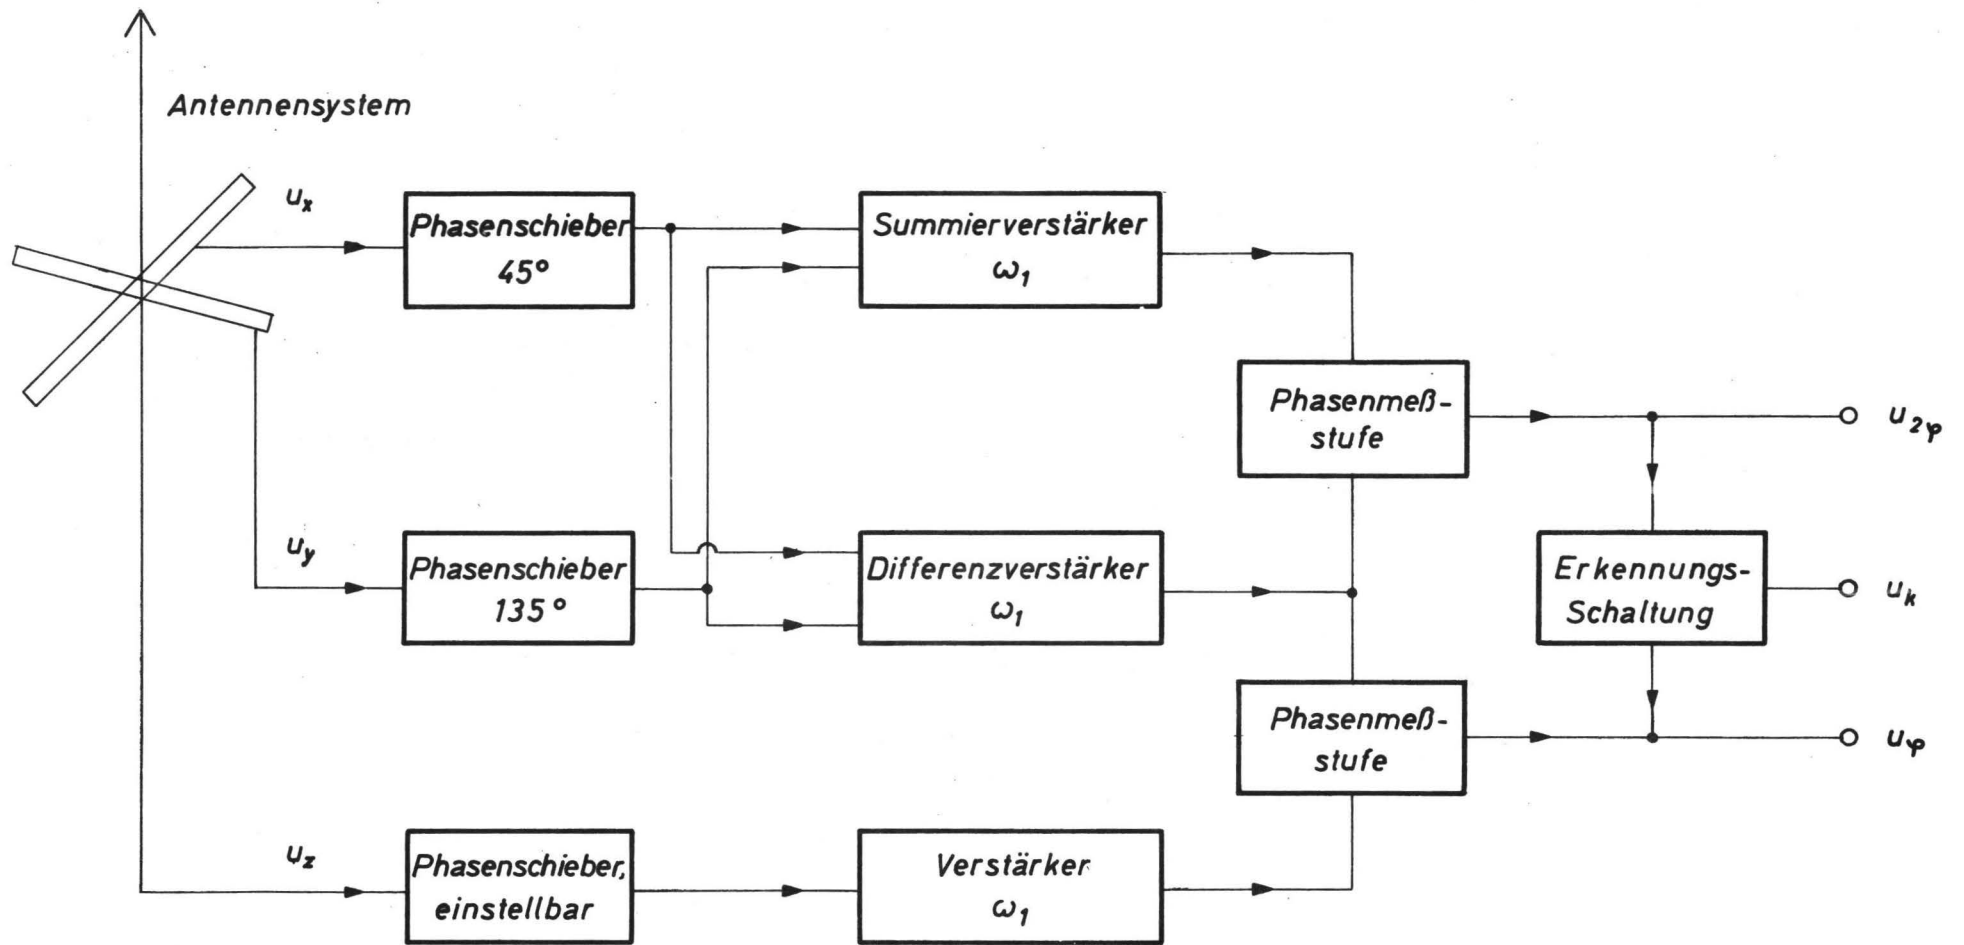 Antennensystem
u_x
Phasenschieber
45°
Summierverstärker
ω_1
Phasenmeß-
stufe
u_2φ
u_y
Phasenschieber
135°
Differenzverstärker
ω_1
Erkennungs-
Schaltung
u_k
Phasenmeß-
stufe
u_φ
u_z
Phasenschieber,
einstellbar
Verstärker
ω_1